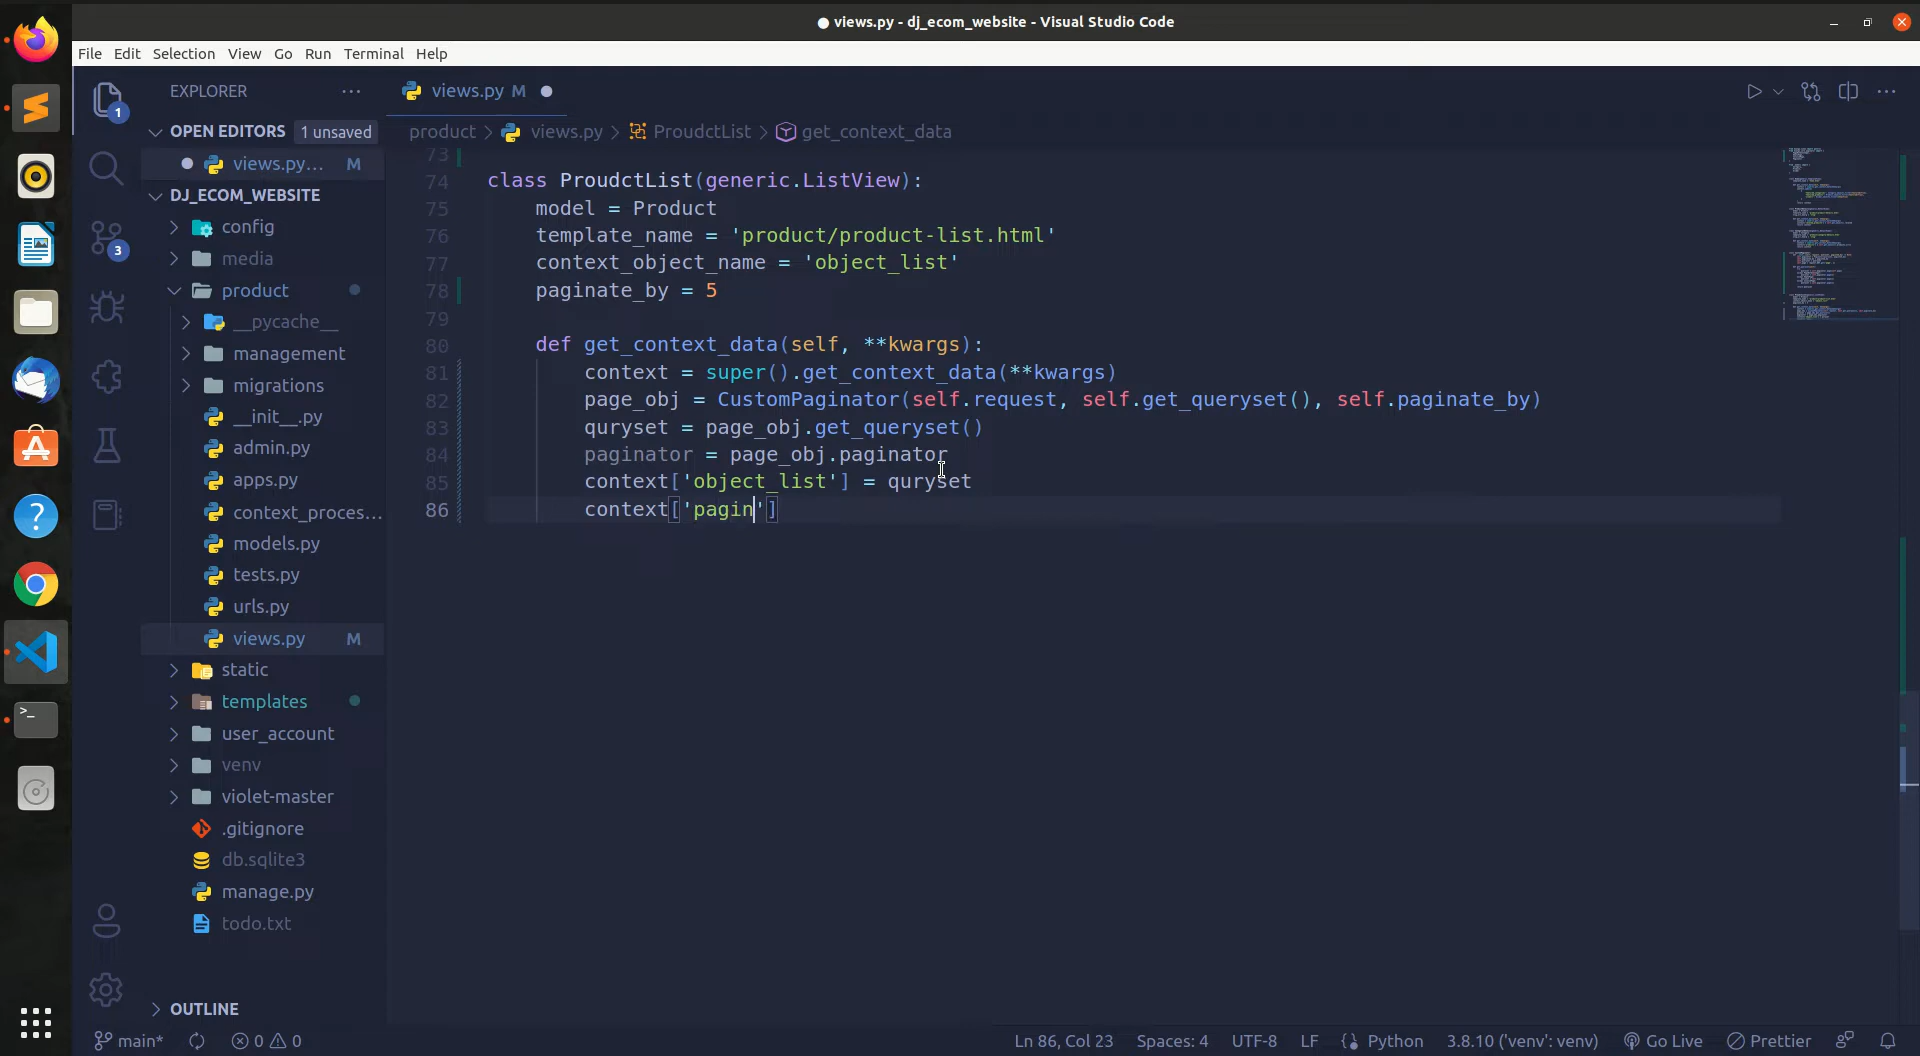 views.py - dj_ecom_website - Visual Studio Code
File Edit Selection View Go Run Terminal Help
EXPLORER
views.py M
OPEN EDITORS 1 unsaved
product > views.py > ProudctList > get_context_data
views.py... M
DJ_ECOM_WEBSITE
config
media
product
__pycache__
management
migrations
__init__.py
admin.py
apps.py
context_proces...
models.py
tests.py
urls.py
views.py M
static
templates
user_account
venv
violet-master
.gitignore
db.sqlite3
manage.py
todo.txt
OUTLINE
1
3
73
74 class ProudctList(generic.ListView):
75 model = Product
76 template_name = 'product/product-list.html'
77 context_object_name = 'object_list'
78 paginate_by = 5
79
80 def get_context_data(self, **kwargs):
81 context = super().get_context_data(**kwargs)
82 page_obj = CustomPaginator(self.request, self.get_queryset(), self.paginate_by)
83 quryset = page_obj.get_queryset()
84 paginator = page_obj.paginator
85 context['object_list'] = quryset
86 context['pagin']
main* 0 0 Ln 86, Col 23 Spaces: 4 UTF-8 LF Python 3.8.10 ('venv': venv) Go Live Prettier